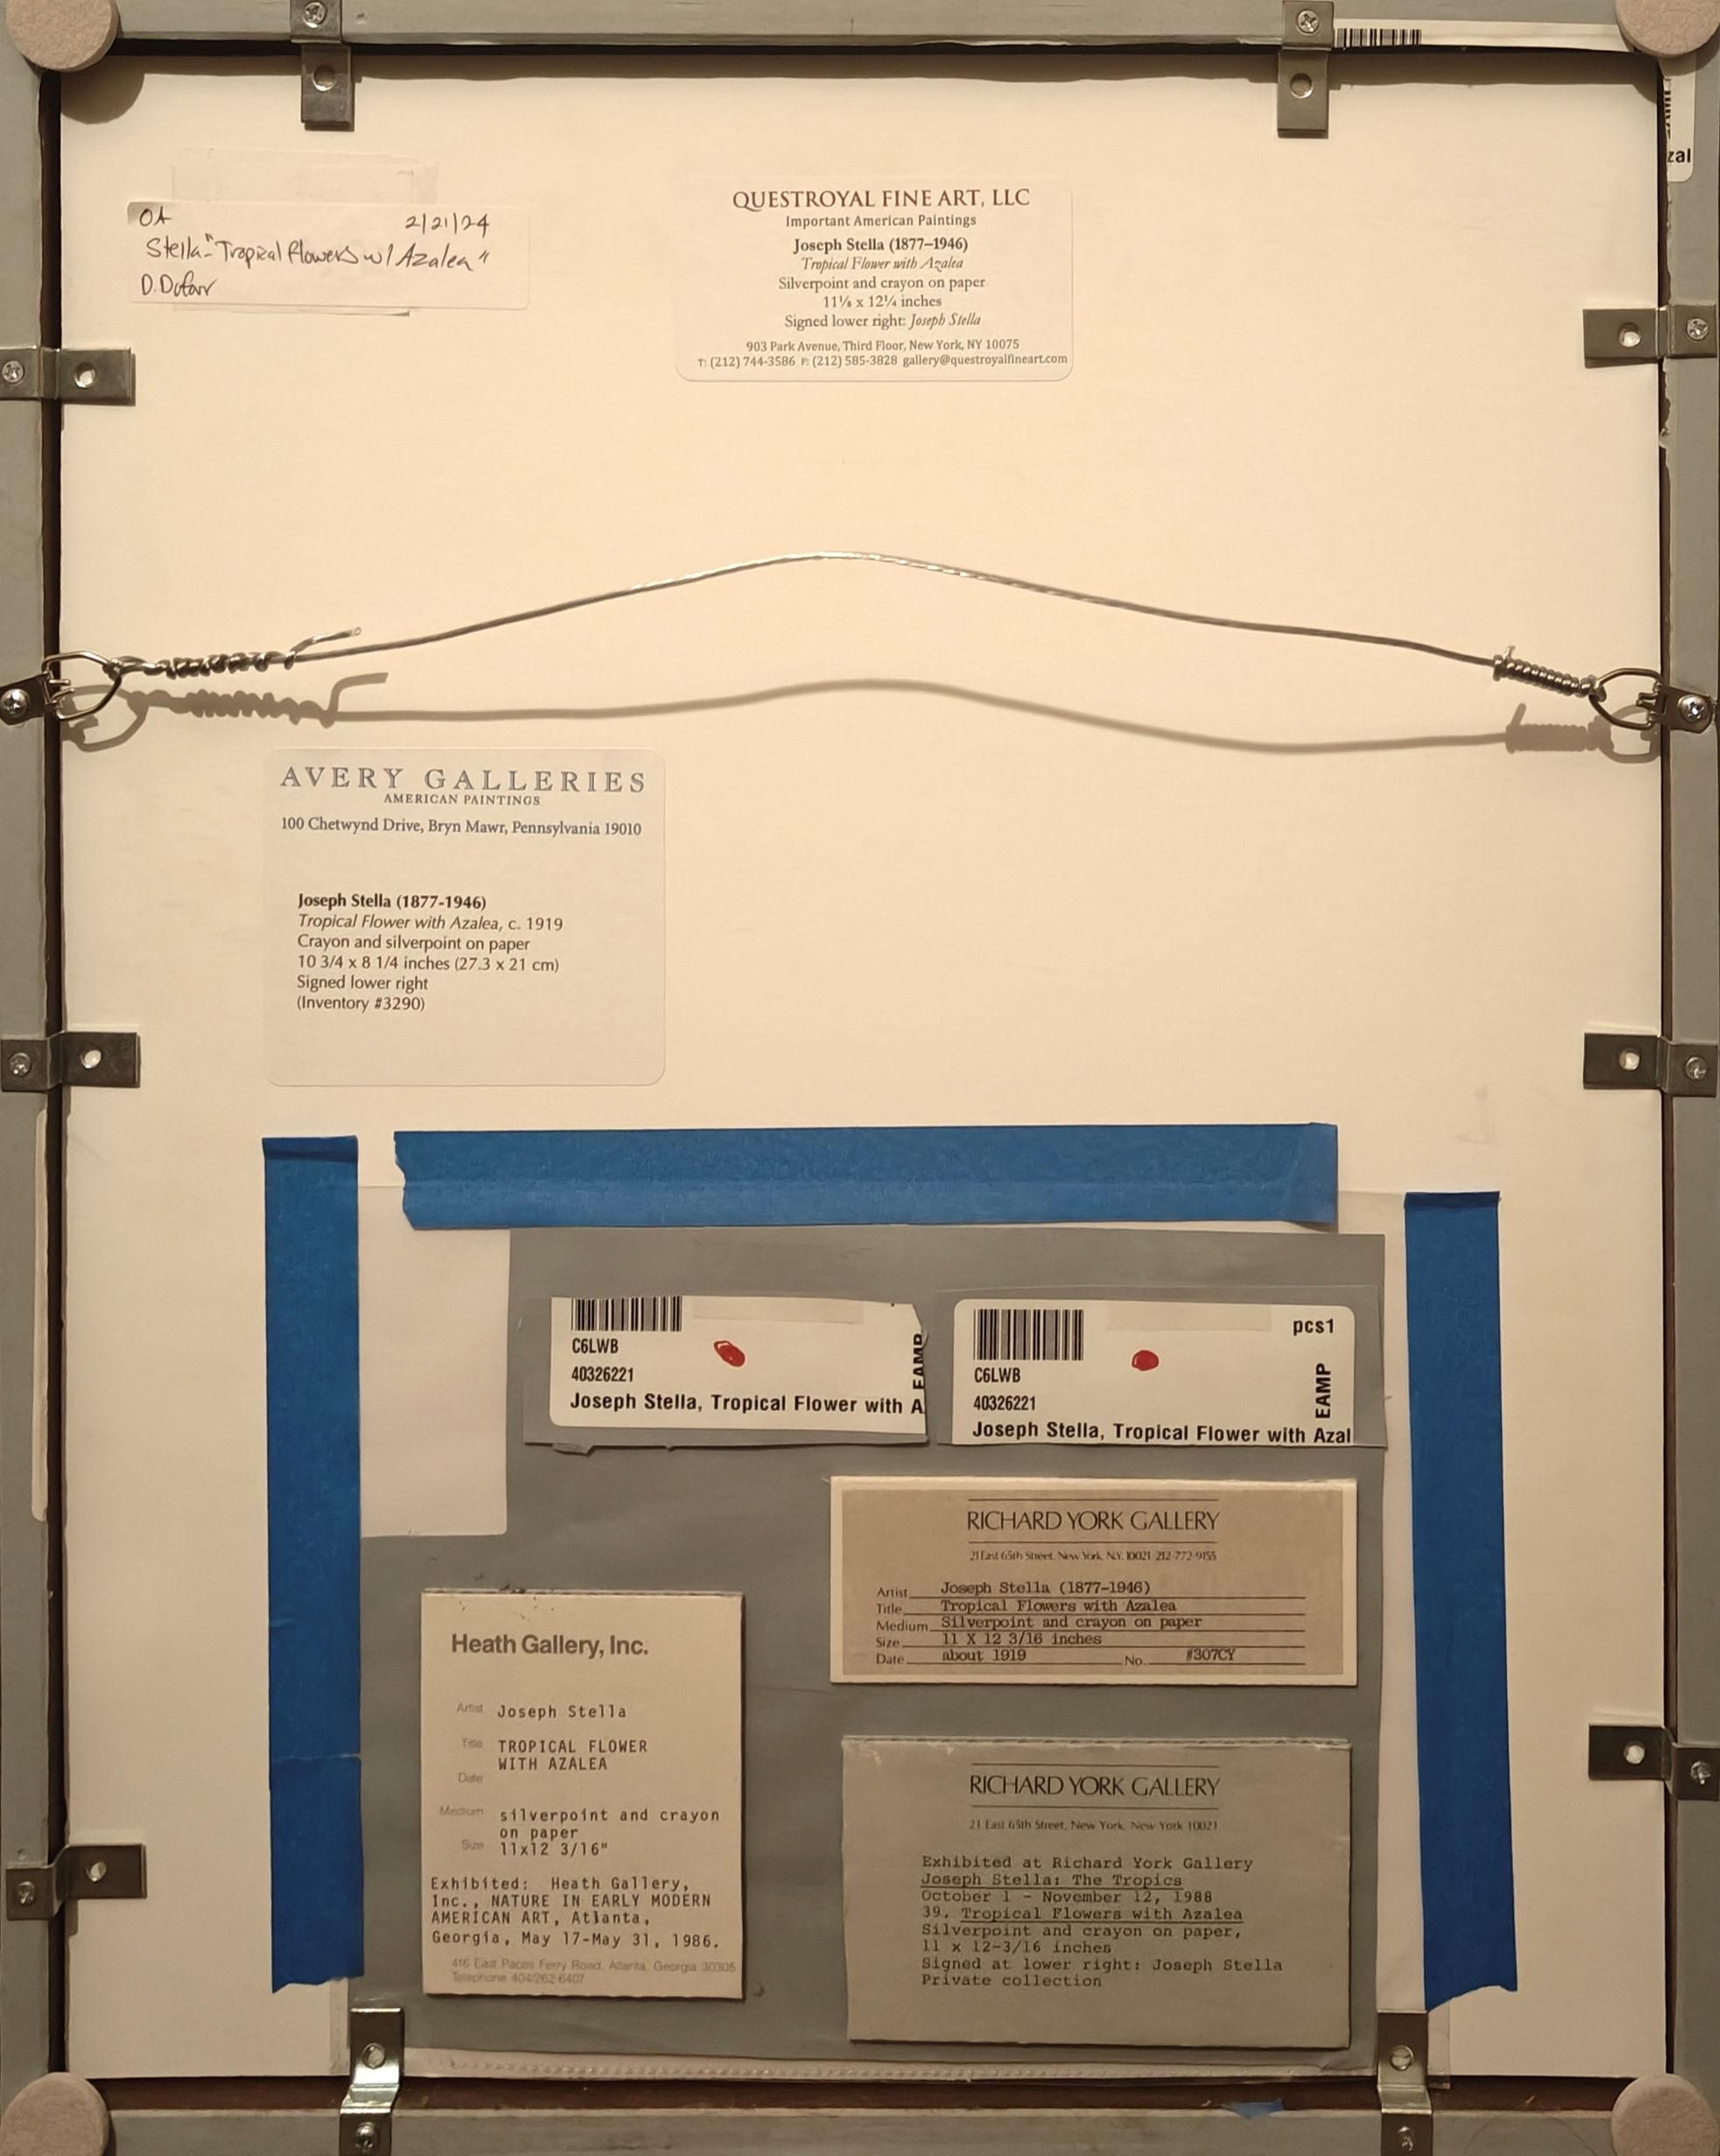 zal
OA 2/21/24
Stella - "Tropical Flowers w/ Azalea"
QUESTROYAL FINE ART, LLC
Important American Paintings
Joseph Stella (1877–1946)
Tropical Flower with Azalea
Silverpoint and crayon on paper
11⅛ x 12¼ inches
Signed lower right: Joseph Stella
903 Park Avenue, Third Floor, New York, NY 10075
T: (212) 744-3586 F: (212) 585-3828 gallery@questroyalfineart.com
AVERY GALLERIES
AMERICAN PAINTINGS
100 Chetwynd Drive, Bryn Mawr, Pennsylvania 19010
Joseph Stella (1877-1946)
Tropical Flower with Azalea, c. 1919
Crayon and silverpoint on paper
10 3/4 x 8 1/4 inches (27.3 x 21 cm)
Signed lower right
(Inventory #3290)
C6LWB
40326221
Joseph Stella, Tropical Flower with A
EAMP
pcs1
C6LWB
40326221
Joseph Stella, Tropical Flower with Azal
EAMP
RICHARD YORK GALLERY
21 East 65th Street, New York, N.Y. 10021 212-772-9155
Artist Joseph Stella (1877-1946)
Title Tropical Flowers with Azalea
Medium Silverpoint and crayon on paper
Size 11 X 12 3/16 inches
Date about 1919 No. #307CY
Heath Gallery, Inc.
Artist Joseph Stella
Title TROPICAL FLOWER
WITH AZALEA
Date
Medium silverpoint and crayon
on paper
Size 11x12 3/16"
Exhibited: Heath Gallery,
Inc., NATURE IN EARLY MODERN
AMERICAN ART, Atlanta,
Georgia, May 17-May 31, 1986.
416 East Paces Ferry Road, Atlanta, Georgia 30305
Telephone 404/262-6407
RICHARD YORK GALLERY
21 East 65th Street, New York, New York 10021
Exhibited at Richard York Gallery
Joseph Stella: The Tropics
October 1 - November 12, 1988
39. Tropical Flowers with Azalea
Silverpoint and crayon on paper,
11 x 12-3/16 inches
Signed at lower right: Joseph Stella
Private collection